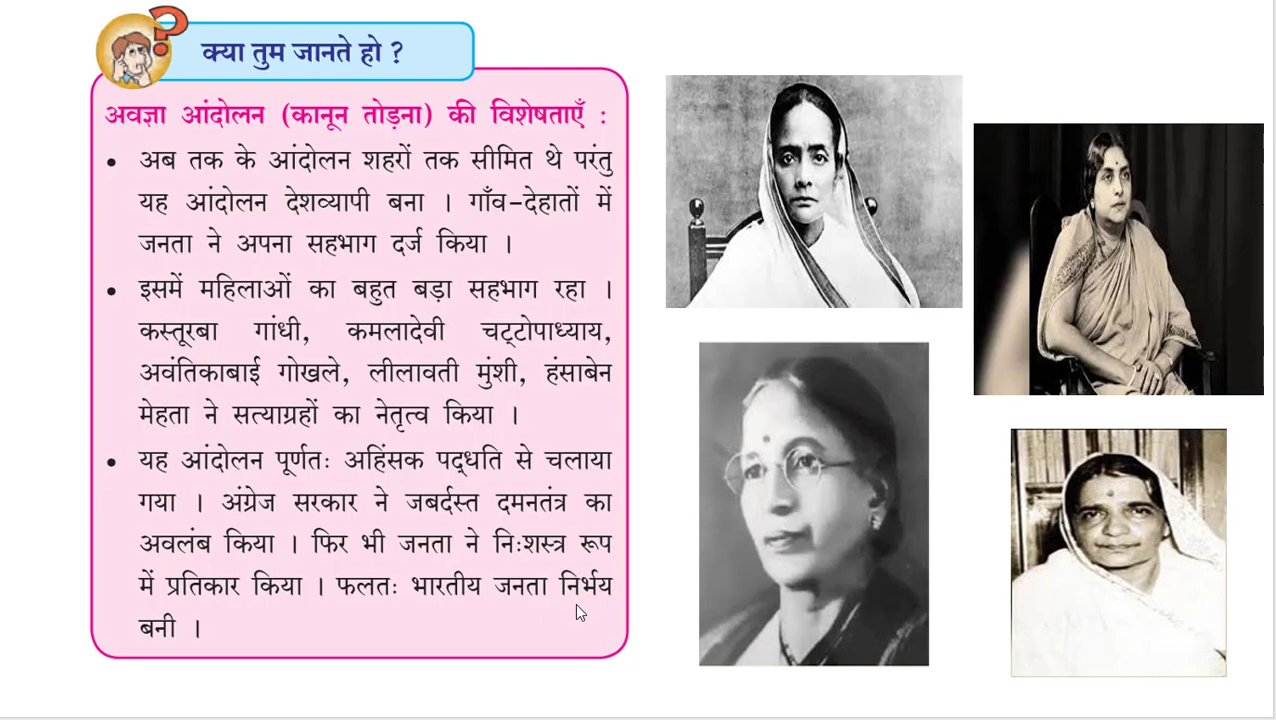 क्या तुम जानते हो ?
अवज्ञा आंदोलन (कानून तोड़ना) की विशेषताएँ :
• अब तक के आंदोलन शहरों तक सीमित थे परंतु
यह आंदोलन देशव्यापी बना । गाँव-देहातों में
जनता ने अपना सहभाग दर्ज किया ।
• इसमें महिलाओं का बहुत बड़ा सहभाग रहा ।
कस्तूरबा गांधी, कमलादेवी चट्टोपाध्याय,
अवंतिकाबाई गोखले, लीलावती मुंशी, हंसाबेन
मेहता ने सत्याग्रहों का नेतृत्व किया ।
• यह आंदोलन पूर्णतः अहिंसक पद्धति से चलाया
गया । अंग्रेज सरकार ने जबर्दस्त दमनतंत्र का
अवलंब किया । फिर भी जनता ने निःशस्त्र रूप
में प्रतिकार किया । फलतः भारतीय जनता निर्भय
बनी ।